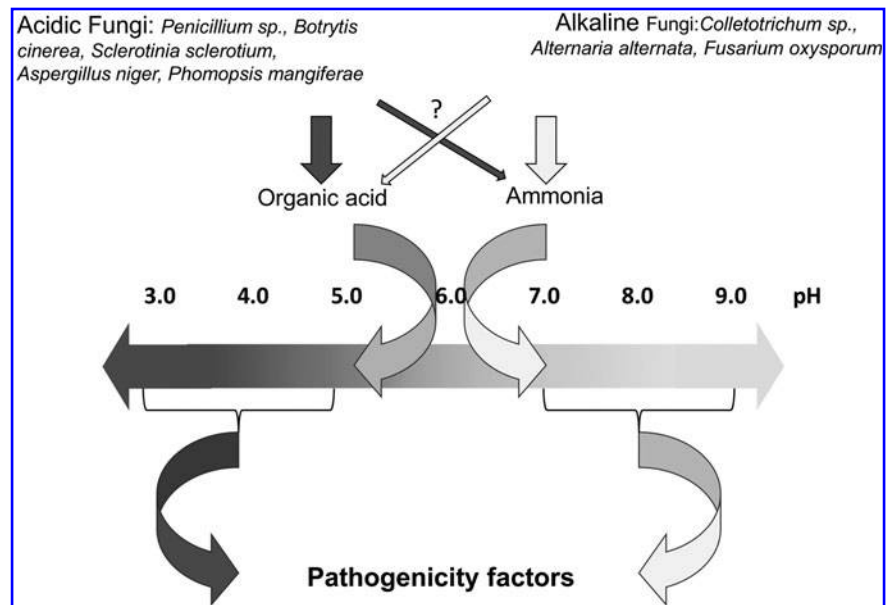 Acidic Fungi: Penicillium sp., Botrytis
cinerea, Sclerotinia sclerotium,
Aspergillus niger, Phomopsis mangiferae
Alkaline Fungi:Colletotrichum sp.,
Alternaria alternata, Fusarium oxysporum
?
Organic acid
Ammonia
3.0 4.0 5.0 6.0 7.0 8.0 9.0 pH
Pathogenicity factors